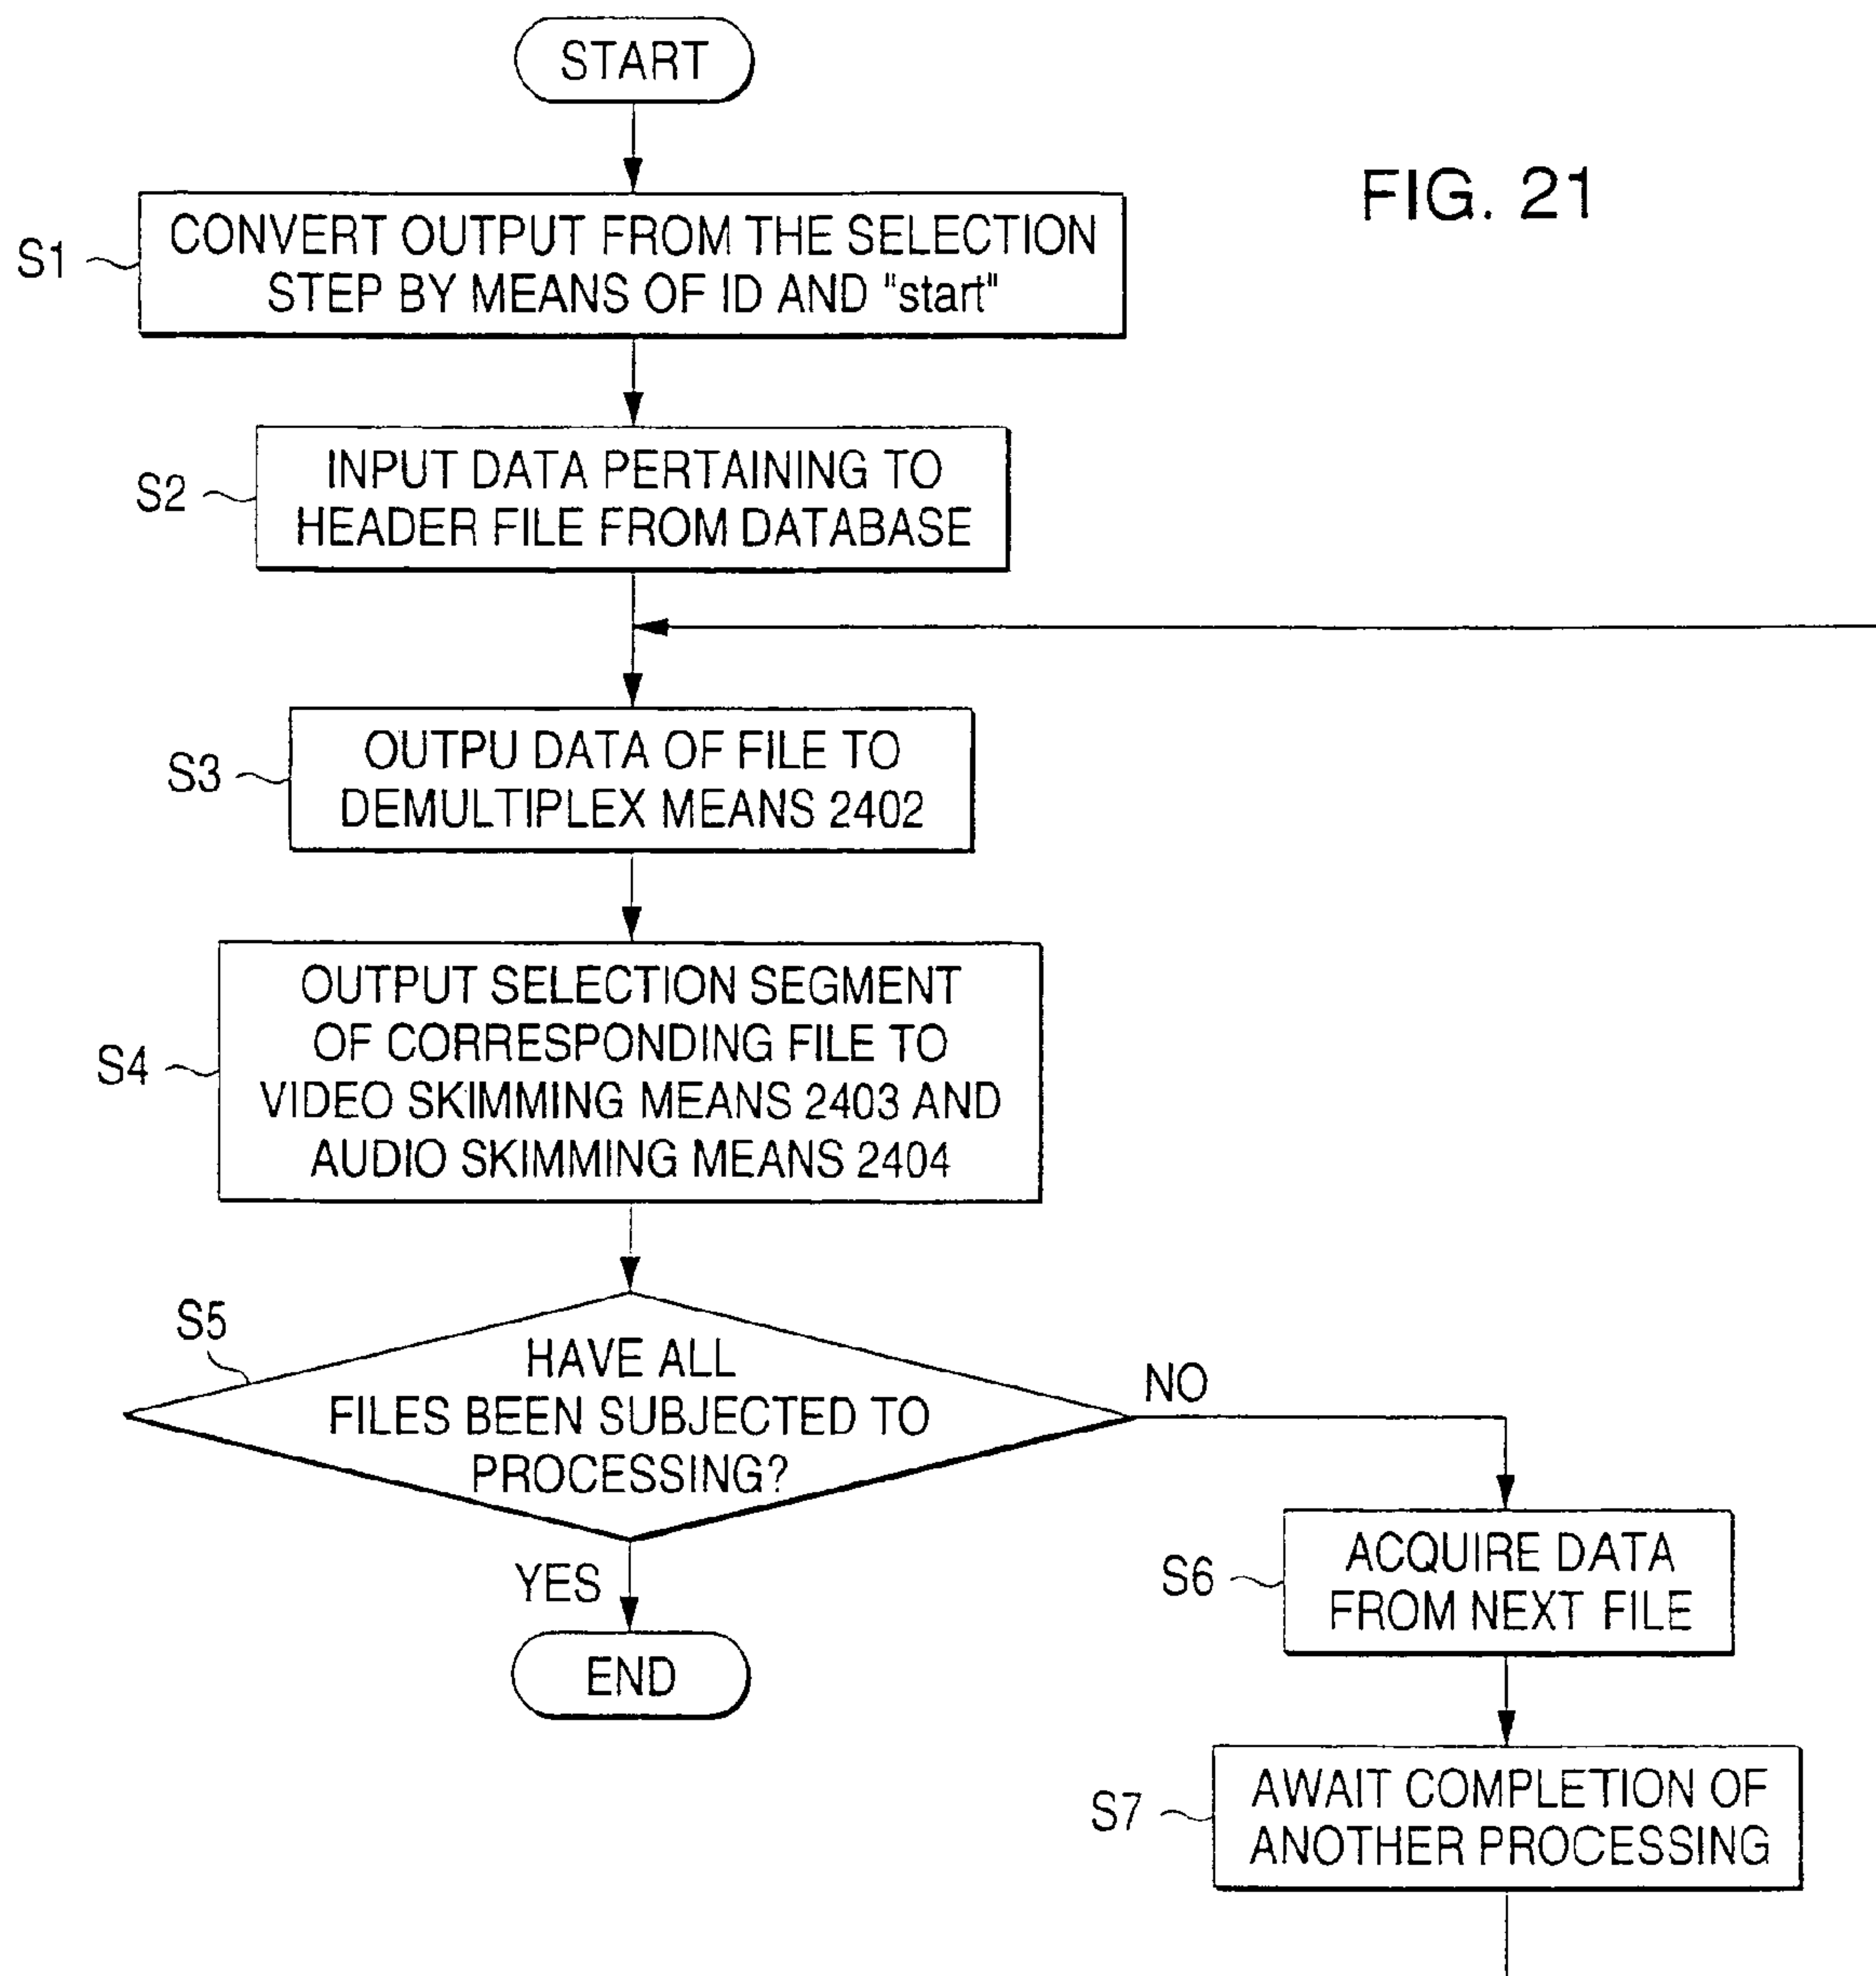 START
FIG. 21
S1
CONVERT OUTPUT FROM THE SELECTION
STEP BY MEANS OF ID AND "start"
S2
INPUT DATA PERTAINING TO
HEADER FILE FROM DATABASE
S3
OUTPU DATA OF FILE TO
DEMULTIPLEX MEANS 2402
S4
OUTPUT SELECTION SEGMENT
OF CORRESPONDING FILE TO
VIDEO SKIMMING MEANS 2403 AND
AUDIO SKIMMING MEANS 2404
S5
HAVE ALL
FILES BEEN SUBJECTED TO
PROCESSING?
NO
YES
END
S6
ACQUIRE DATA
FROM NEXT FILE
S7
AWAIT COMPLETION OF
ANOTHER PROCESSING